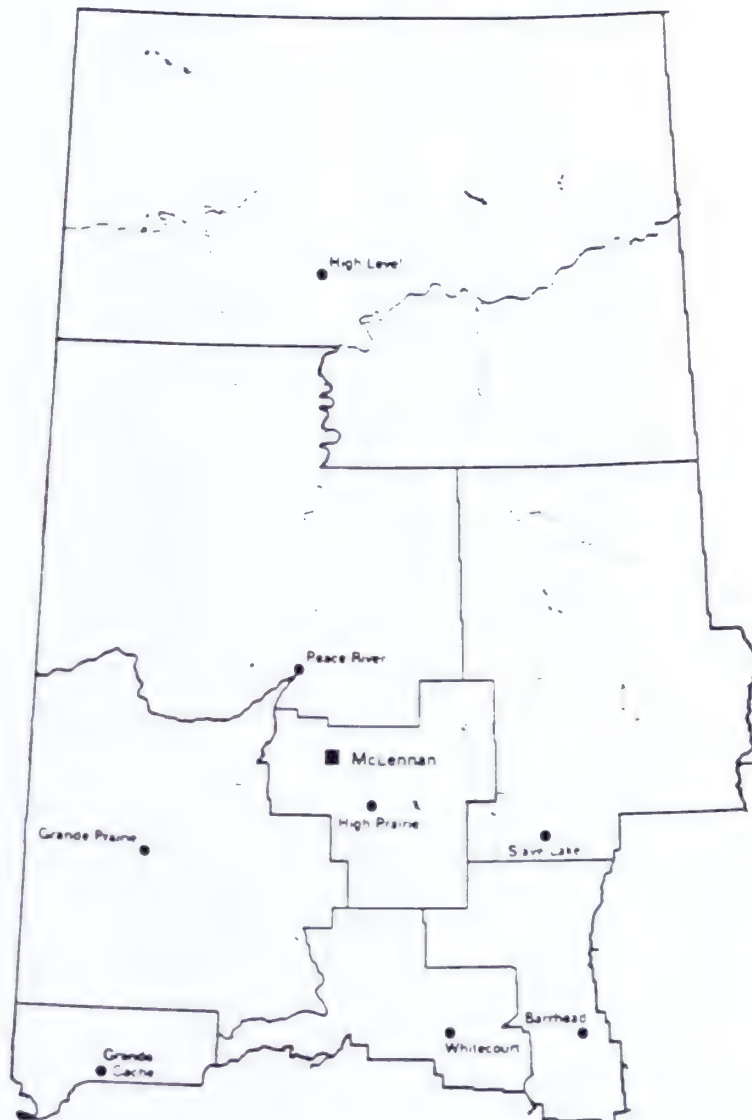 High Level
Peace River
McLennan
High Prairie
Grande Prairie
Slave Lake
Barrhead
Whitecourt
Grande
Cache